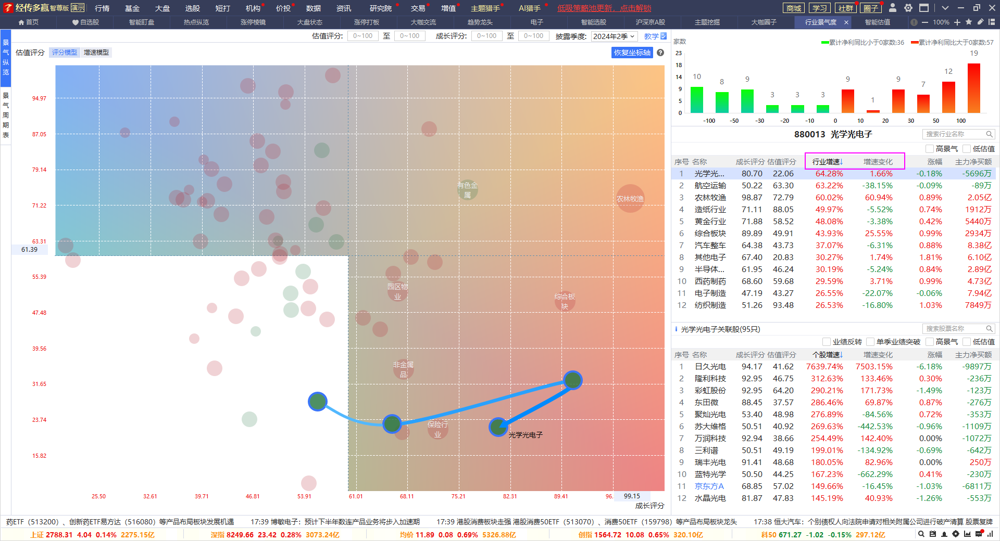 经传多赢 智尊版 演示 行情 基金 大盘 选股 短打 机构 价投 数据 资讯 研究院 交易 增值 主题猎手 AI猎手 低吸策略池更新，点击解锁 商城 学习 社群 圈子
首页 自选股 智能盯盘 热点纵览 涨停棱镜 大盘状态 涨停打板 大咖交流 趋势龙头 电子 智能选股 沪深京A股 主题挖掘 大咖圈子 行业景气度 × 智能估值 100%
景气纵览
景气周期表
估值评分: 0~100 至 0~100 成长评分: 0~100 至 0~100 披露季度: 2024年2季 教学
估值评分 评分模型 增速模型 恢复坐标轴 ?
94.97
87.05
79.14
71.22
63.31
61.39
55.39
47.48
39.56
31.65
23.74
15.82
有色金属
农林牧渔
园区物业
综合板块
非金属品
保险行业
光学光电子
25.50 32.61 39.71 46.81 53.91 61.01 68.11 75.21 82.31 89.41 96. 99.15
成长评分
家数 累计净利同比小于0家数:36 累计净利同比大于0家数:57
23
18
14
9
5
0
10 8 9 3 3 3 9 1 9 7 12 19
-100 -50 -30 -20 -10 0 10 20 30 50 100
880013 光学光电子 搜索行业名称
高景气 低估值
序号 名称 成长评分 估值评分 行业增速↓ 增速变化 涨幅 主力净买额
1 光学光... 80.70 22.06 64.28% 1.66% -0.18% -5696万
2 航空运输 50.22 63.30 63.22% -38.15% -0.09% -89万
3 农林牧渔 98.87 72.79 60.02% 60.94% 0.89% 2.05亿
4 造纸行业 71.11 88.05 49.97% -5.52% 0.74% 1912万
5 黄金行业 71.88 58.52 48.08% -3.38% 0.42% 5440万
6 综合板块 89.89 49.91 43.93% 25.55% 0.99% 2934万
7 汽车整车 64.38 43.73 37.07% -6.31% 0.88% 8.38亿
8 其他电子 67.40 20.83 30.27% 1.74% 1.81% 6.10亿
9 半导体... 61.95 46.24 30.19% -5.24% 0.84% 2.89亿
10 西药制药 68.60 59.68 29.59% 3.71% 0.99% 4.73亿
11 电子制造 47.19 43.27 26.55% -22.07% -0.06% 7.94亿
12 纺织制造 51.26 93.48 26.53% -16.80% 1.03% 7849万
光学光电子关联股(95只) 搜索股票名称
业绩反转 单季业绩突破 高景气 低估值
序号 名称 成长评分 估值评分 个股增速↓ 增速变化 涨幅 主力净买额
1 日久光电 94.17 41.62 7639.74% 7503.15% -6.18% -9897万
2 隆利科技 92.95 46.75 312.63% 133.46% 0.30% -236万
3 彩虹股份 92.95 64.20 290.21% 171.73% -1.49% -123万
4 东田微 88.45 37.57 286.46% 69.87% 0.87% -276万
5 聚灿光电 53.40 48.98 276.89% -84.56% 0.72% -353万
6 苏大维格 50.51 40.92 269.63% -442.53% -0.96% -1109万
7 万润科技 92.94 38.66 254.49% 142.40% 0.00% -1072万
8 三利谱 50.51 49.19 199.01% -134.92% -0.69% -642万
9 瑞丰光电 91.41 48.68 180.05% 82.96% 0.00% 250万
10 蓝特光学 50.50 44.25 167.23% -662.29% 0.41% -230万
11 京东方A 68.85 57.02 149.66% -16.45% -1.03% -6811万
12 水晶光电 81.87 47.83 145.19% 40.93% -1.26% -553万
药ETF（513200）、创新药ETF易方达（516080）等产品布局板块发展机遇 17:39 博敏电子：预计下半年数连产品业务将步入加速期 17:39 港股消费板块走强 港股消费50ETF（513070）、消费50ETF（159798）等产品布局板块龙头 17:38 恒大汽车：个别债权人向法院申请对相关附属公司进行破产清算 股票复牌
上证 2788.31 4.04 0.14% 2275.15亿 深指 8249.66 23.42 0.28% 3073.24亿 均价 11.89 0.08 0.69% 5326.88亿 创指 1564.72 10.08 0.65% 320.10亿 科50 671.27 -1.02 -0.15% 297.12亿